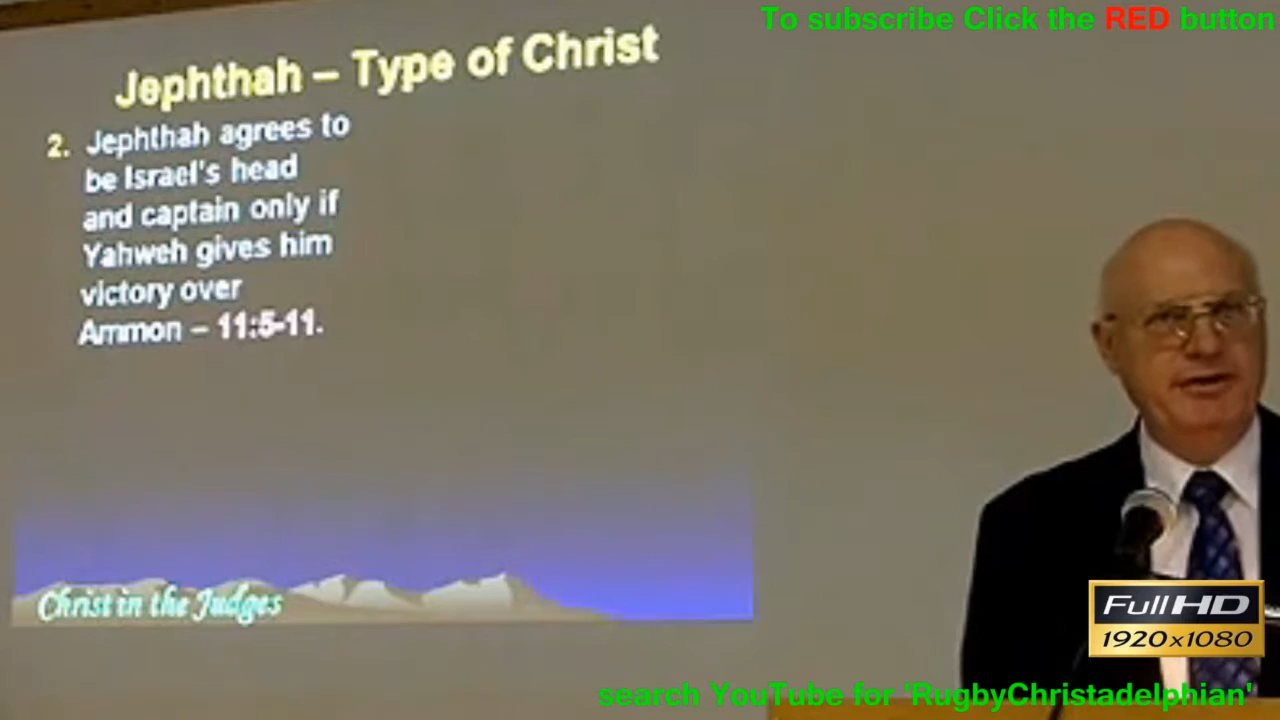 To subscribe Click the RED button
Jephthah – Type of Christ
2. Jephthah agrees to
be Israel's head
and captain only if
Yahweh gives him
victory over
Ammon – 11:5-11.
Christ in the Judges
Full HD
1920x1080
search YouTube for 'RugbyChristadelphian'